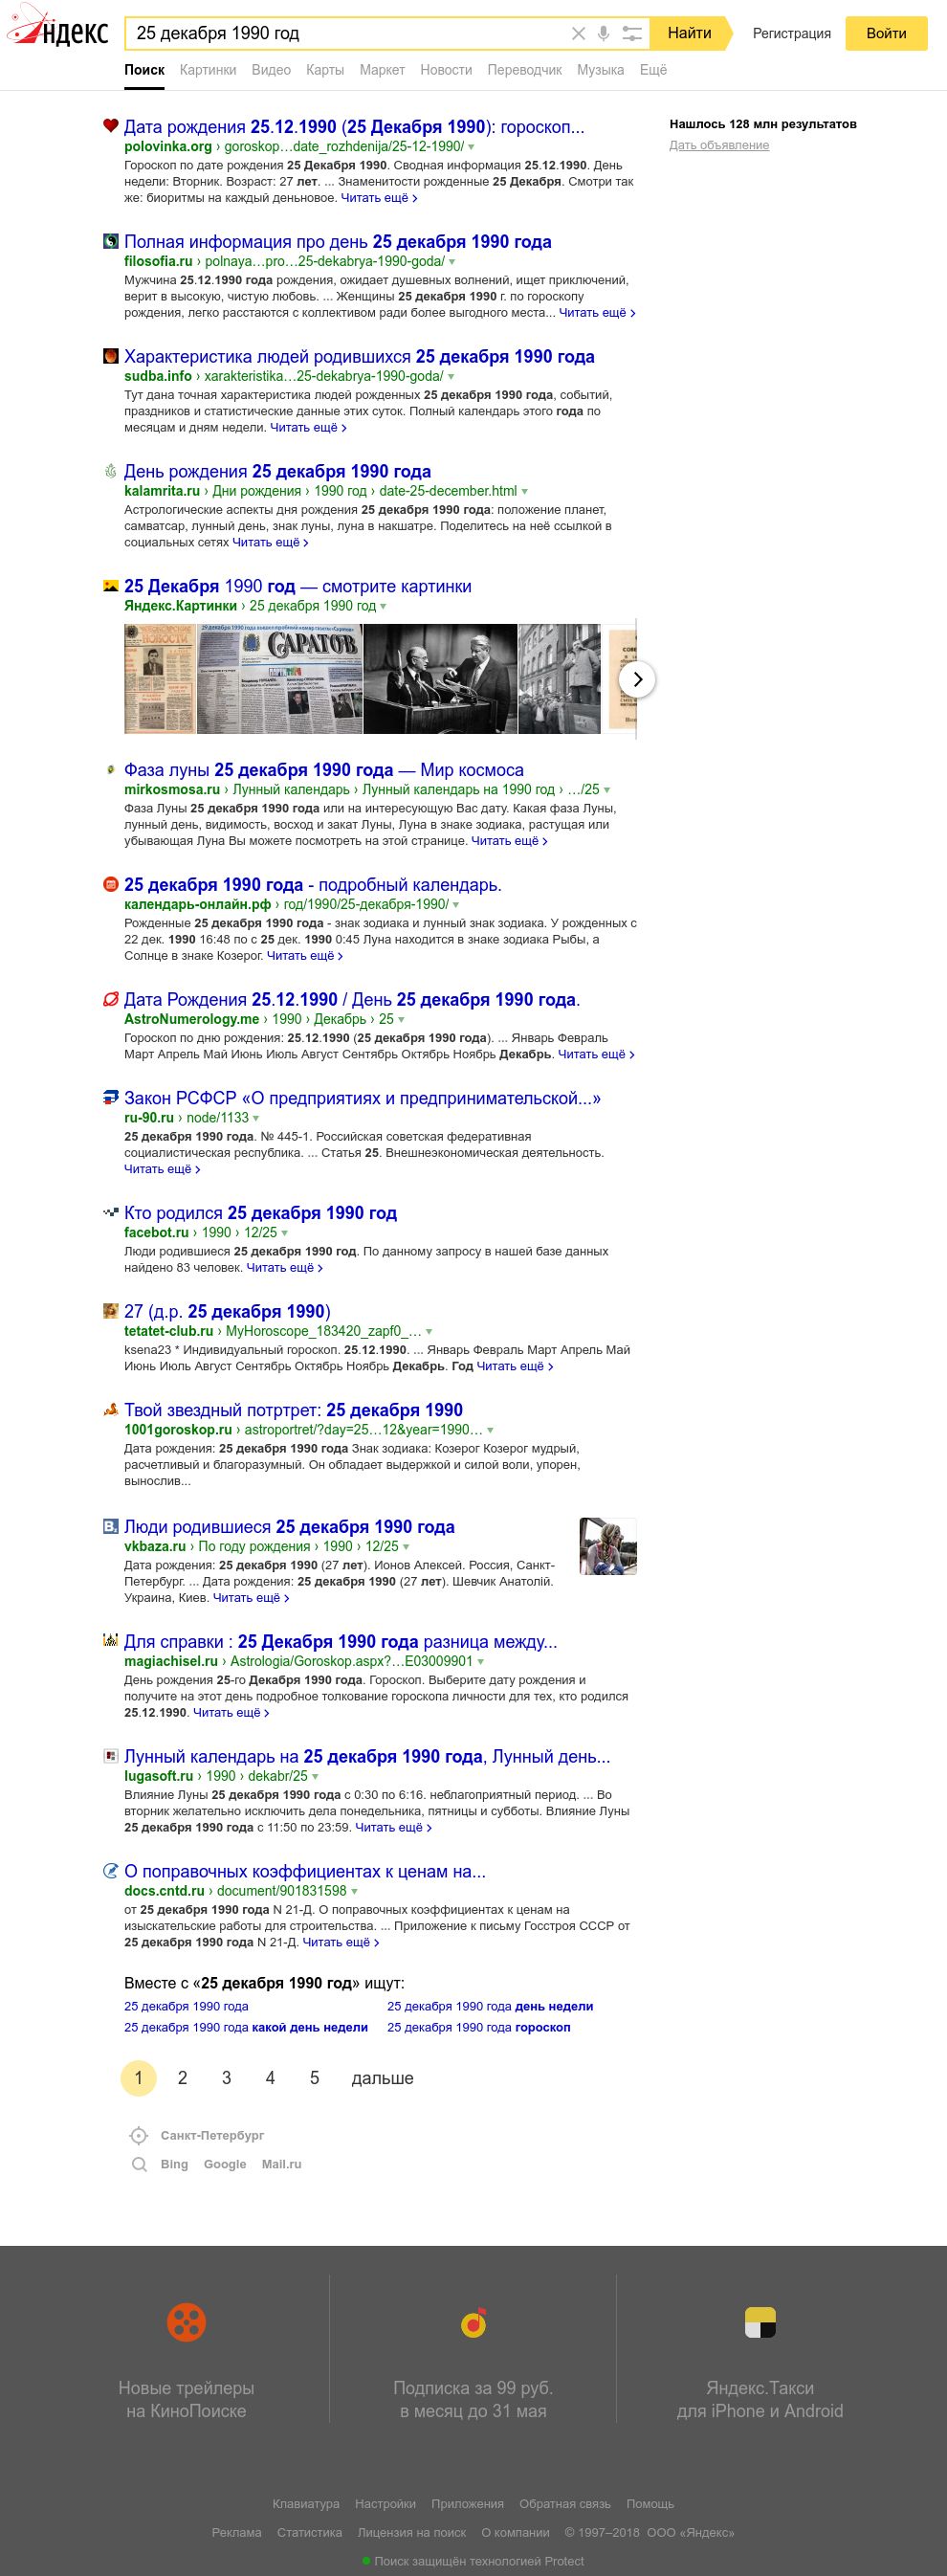 Яндекс
25 декабря 1990 год
Найти
Регистрация
Войти
Поиск Картинки Видео Карты Маркет Новости Переводчик Музыка Ещё
Нашлось 128 млн результатов
Дать объявление
Дата рождения 25.12.1990 (25 Декабря 1990): гороскоп...
polovinka.org › goroskop…date_rozhdenija/25-12-1990/
Гороскоп по дате рождения 25 Декабря 1990. Сводная информация 25.12.1990. День
недели: Вторник. Возраст: 27 лет. ... Знаменитости рожденные 25 Декабря. Смотри так
же: биоритмы на каждый деньновое. Читать ещё
Полная информация про день 25 декабря 1990 года
filosofia.ru › polnaya…pro…25-dekabrya-1990-goda/
Мужчина 25.12.1990 года рождения, ожидает душевных волнений, ищет приключений,
верит в высокую, чистую любовь. ... Женщины 25 декабря 1990 г. по гороскопу
рождения, легко расстаются с коллективом ради более выгодного места... Читать ещё
Характеристика людей родившихся 25 декабря 1990 года
sudba.info › xarakteristika…25-dekabrya-1990-goda/
Тут дана точная характеристика людей рожденных 25 декабря 1990 года, событий,
праздников и статистические данные этих суток. Полный календарь этого года по
месяцам и дням недели. Читать ещё
День рождения 25 декабря 1990 года
kalamrita.ru › Дни рождения › 1990 год › date-25-december.html
Астрологические аспекты дня рождения 25 декабря 1990 года: положение планет,
самватсар, лунный день, знак луны, луна в накшатре. Поделитесь на неё ссылкой в
социальных сетях Читать ещё
25 Декабря 1990 год — смотрите картинки
Яндекс.Картинки › 25 декабря 1990 год
САРАТОВ
Фаза луны 25 декабря 1990 года — Мир космоса
mirkosmosa.ru › Лунный календарь › Лунный календарь на 1990 год › …/25
Фаза Луны 25 декабря 1990 года или на интересующую Вас дату. Какая фаза Луны,
лунный день, видимость, восход и закат Луны, Луна в знаке зодиака, растущая или
убывающая Луна Вы можете посмотреть на этой странице. Читать ещё
25 декабря 1990 года - подробный календарь.
календарь-онлайн.рф › год/1990/25-декабря-1990/
Рожденные 25 декабря 1990 года - знак зодиака и лунный знак зодиака. У рожденных с
22 дек. 1990 16:48 по с 25 дек. 1990 0:45 Луна находится в знаке зодиака Рыбы, а
Солнце в знаке Козерог. Читать ещё
Дата Рождения 25.12.1990 / День 25 декабря 1990 года.
AstroNumerology.me › 1990 › Декабрь › 25
Гороскоп по дню рождения: 25.12.1990 (25 декабря 1990 года). ... Январь Февраль
Март Апрель Май Июнь Июль Август Сентябрь Октябрь Ноябрь Декабрь. Читать ещё
Закон РСФСР «О предприятиях и предпринимательской...»
ru-90.ru › node/1133
25 декабря 1990 года. № 445-1. Российская советская федеративная
социалистическая республика. ... Статья 25. Внешнеэкономическая деятельность.
Читать ещё
Кто родился 25 декабря 1990 год
facebot.ru › 1990 › 12/25
Люди родившиеся 25 декабря 1990 год. По данному запросу в нашей базе данных
найдено 83 человек. Читать ещё
27 (д.р. 25 декабря 1990)
tetatet-club.ru › MyHoroscope_183420_zapf0_…
ksena23 * Индивидуальный гороскоп. 25.12.1990. ... Январь Февраль Март Апрель Май
Июнь Июль Август Сентябрь Октябрь Ноябрь Декабрь. Год Читать ещё
Твой звездный потртрет: 25 декабря 1990
1001goroskop.ru › astroportret/?day=25…12&year=1990…
Дата рождения: 25 декабря 1990 года Знак зодиака: Козерог Козерог мудрый,
расчетливый и благоразумный. Он обладает выдержкой и силой воли, упорен,
вынослив...
Люди родившиеся 25 декабря 1990 года
vkbaza.ru › По году рождения › 1990 › 12/25
Дата рождения: 25 декабря 1990 (27 лет). Ионов Алексей. Россия, Санкт-
Петербург. ... Дата рождения: 25 декабря 1990 (27 лет). Шевчик Анатолій.
Украина, Киев. Читать ещё
Для справки : 25 Декабря 1990 года разница между...
magiachisel.ru › Astrologia/Goroskop.aspx?…E03009901
День рождения 25-го Декабря 1990 года. Гороскоп. Выберите дату рождения и
получите на этот день подробное толкование гороскопа личности для тех, кто родился
25.12.1990. Читать ещё
Лунный календарь на 25 декабря 1990 года, Лунный день...
lugasoft.ru › 1990 › dekabr/25
Влияние Луны 25 декабря 1990 года с 0:30 по 6:16. неблагоприятный период. ... Во
вторник желательно исключить дела понедельника, пятницы и субботы. Влияние Луны
25 декабря 1990 года с 11:50 по 23:59. Читать ещё
О поправочных коэффициентах к ценам на...
docs.cntd.ru › document/901831598
от 25 декабря 1990 года N 21-Д. О поправочных коэффициентах к ценам на
изыскательские работы для строительства. ... Приложение к письму Госстроя СССР от
25 декабря 1990 года N 21-Д. Читать ещё
Вместе с «25 декабря 1990 год» ищут:
25 декабря 1990 года
25 декабря 1990 года день недели
25 декабря 1990 года какой день недели
25 декабря 1990 года гороскоп
1 2 3 4 5 дальше
Санкт-Петербург
Bing Google Mail.ru
Новые трейлеры
на КиноПоиске
Подписка за 99 руб.
в месяц до 31 мая
Яндекс.Такси
для iPhone и Android
Клавиатура Настройки Приложения Обратная связь Помощь
Реклама Статистика Лицензия на поиск О компании © 1997–2018 ООО «Яндекс»
Поиск защищён технологией Protect